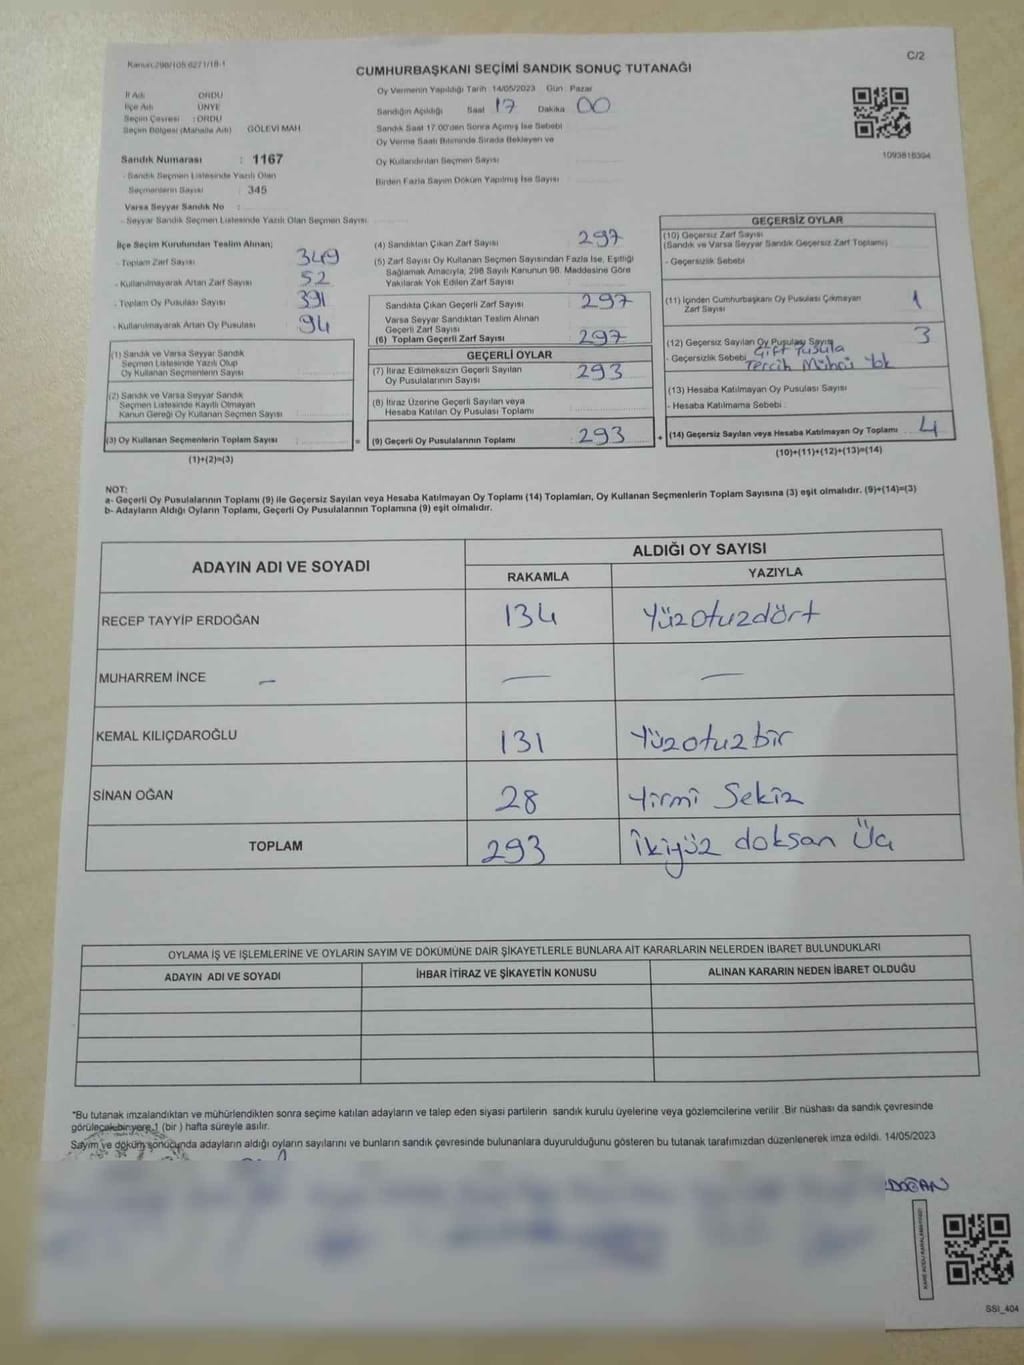 Kanun:298/105 6271/18-1
C/2
CUMHURBAŞKANI SEÇİMİ SANDIK SONUÇ TUTANAĞI
İl Adı : ORDU
İlçe Adı : ÜNYE
Seçim Çevresi : ORDU
Seçim Bölgesi (Mahalle Adı) GÖLEVİ MAH
Sandık Numarası : 1167
- Sandık Seçmen Listesinde Yazılı Olan
Seçmenlerin Sayısı : 345
Varsa Seyyar Sandık No :
- Seyyar Sandık Seçmen Listesinde Yazılı Olan Seçmen Sayısı
Oy Vermenin Yapıldığı Tarih 14/05/2023 Gün Pazar
Sandığın Açıldığı Saat 17 Dakika 00
Sandık Saat 17.00'den Sonra Açımış İse Sebebi
Oy Verme Saati Bitiminde Sırada Bekleyen ve
Oy Kullandırılan Seçmen Sayısı
Birden Fazla Sayım Döküm Yapılmış İse Sayısı
1093818394
İlçe Seçim Kurulundan Teslim Alınan;
- Toplam Zarf Sayısı : 349
- Kullanılmayarak Artan Zarf Sayısı : 52
- Toplam Oy Pusulası Sayısı : 391
- Kullanılmayarak Artan Oy Pusulası : 94
(1) Sandık ve Varsa Seyyar Sandık
Seçmen Listesinde Yazılı Olup
Oy Kullanan Seçmenlerin Sayısı
(2) Sandık ve Varsa Seyyar Sandık
Seçmen Listesinde Kayıtlı Olmayan
Kanun Gereği Oy Kullanan Seçmen Sayısı
(3) Oy Kullanan Seçmenlerin Toplam Sayısı :
(1)+(2)=(3)
(4) Sandıktan Çıkan Zarf Sayısı : 297
(5) Zarf Sayısı Oy Kullanan Seçmen Sayısından Fazla İse, Eşitliği
Sağlamak Amacıyla, 298 Sayılı Kanunun 98. Maddesine Göre
Yakılarak Yok Edilen Zarf Sayısı :
Sandıkta Çıkan Geçerli Zarf Sayısı : 297
Varsa Seyyar Sandıktan Teslim Alınan
Geçerli Zarf Sayısı
(6) Toplam Geçerli Zarf Sayısı : 297
GEÇERLİ OYLAR
(7) İtiraz Edilmeksizin Geçerli Sayılan
Oy Pusulalarının Sayısı : 293
(8) İtiraz Üzerine Geçerli Sayılan veya
Hesaba Katılan Oy Pusulası Toplamı
(9) Geçerli Oy Pusulalarının Toplamı : 293
GEÇERSİZ OYLAR
(10) Geçersiz Zarf Sayısı
(Sandık ve Varsa Seyyar Sandık Geçersiz Zarf Toplamı)
- Geçersizlik Sebebi
(11) İçinden Cumhurbaşkanı Oy Pusulası Çıkmayan
Zarf Sayısı 1
(12) Geçersiz Sayılan Oy Pusulası Sayısı 3
- Geçersizlik Sebebi Çift Pusula
Tercih Mührü Yok
(13) Hesaba Katılmayan Oy Pusulası Sayısı
- Hesaba Katılmama Sebebi :
(14) Geçersiz Sayılan veya Hesaba Katılmayan Oy Toplamı 4
(10)+(11)+(12)+(13)=(14)
NOT:
a- Geçerli Oy Pusulalarının Toplamı (9) ile Geçersiz Sayılan veya Hesaba Katılmayan Oy Toplamı (14) Toplamları, Oy Kullanan Seçmenlerin Toplam Sayısına (3) eşit olmalıdır. (9)+(14)=(3)
b- Adayların Aldığı Oyların Toplamı, Geçerli Oy Pusulalarının Toplamına (9) eşit olmalıdır.
ADAYIN ADI VE SOYADI
ALDIĞI OY SAYISI
RAKAMLA YAZIYLA
RECEP TAYYİP ERDOĞAN 134 Yüzotuzdört
MUHARREM İNCE — — —
KEMAL KILIÇDAROĞLU 131 Yüzotuzbir
SİNAN OĞAN 28 Yirmi Sekiz
TOPLAM 293 İkiyüz doksan Üç
OYLAMA İŞ VE İŞLEMLERİNE VE OYLARIN SAYIM VE DÖKÜMÜNE DAİR ŞİKAYETLERLE BUNLARA AİT KARARLARIN NELERDEN İBARET BULUNDUKLARI
ADAYIN ADI VE SOYADI İHBAR İTİRAZ VE ŞİKAYETİN KONUSU ALINAN KARARIN NEDEN İBARET OLDUĞU
"Bu tutanak imzalandıktan ve mühürlendikten sonra seçime katılan adayların ve talep eden siyasi partilerin sandık kurulu üyelerine veya gözlemcilerine verilir .Bir nüshası da sandık çevresinde
görülecek bir yere 1 (bir ) hafta süreyle asılır.
Sayım ve döküm sonucunda adayların aldığı oyların sayılarını ve bunların sandık çevresinde bulunanlara duyurulduğunu gösteren bu tutanak tarafımızdan düzenlenerek imza edildi. 14/05/2023
DOĞAN
SSI_404